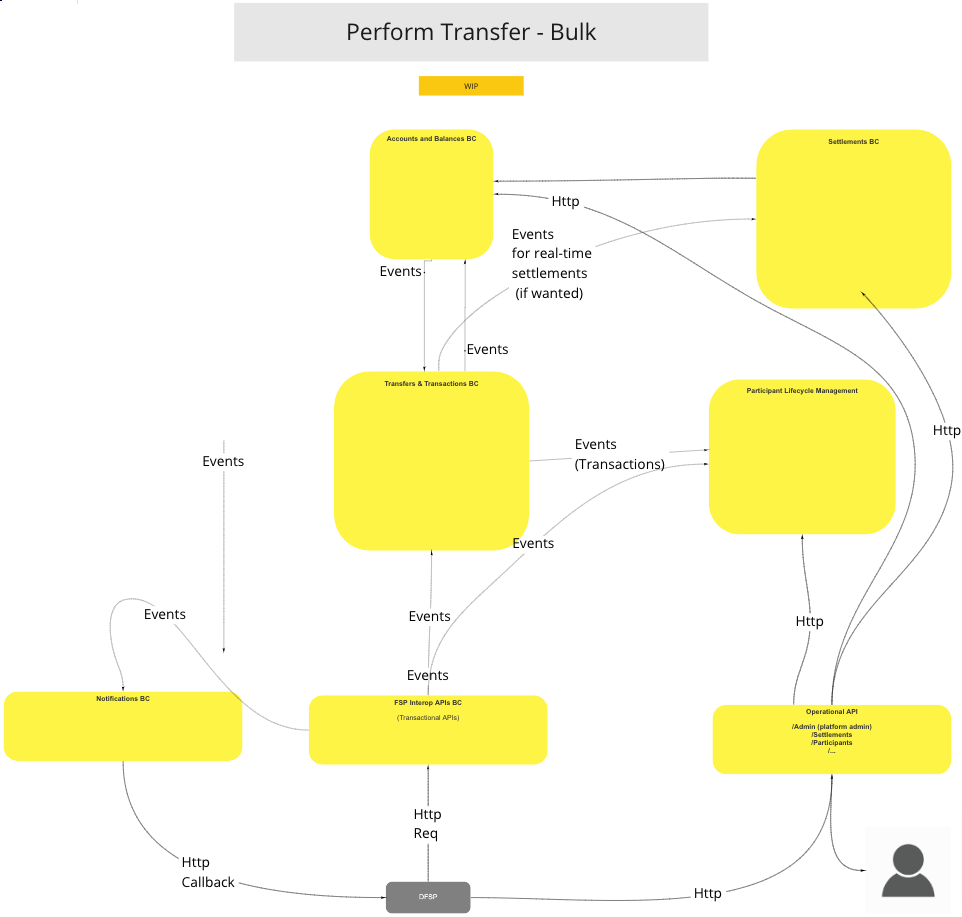 Perform Transfer - Bulk
WIP
Accounts and Balances BC
Settlements BC
Http
Events
for real-time
settlements
(if wanted)
Events
Events
Transfers & Transactions BC
Participant Lifecycle Management
Http
Events
(Transactions)
Events
Events
Events
Events
Http
Events
Notifications BC
FSP Interop APIs BC
(Transactional APIs)
Operational API
/Admin (platform admin)
/Settlements
/Participants
/...
Http
Req
Http
Callback
DFSP
Http